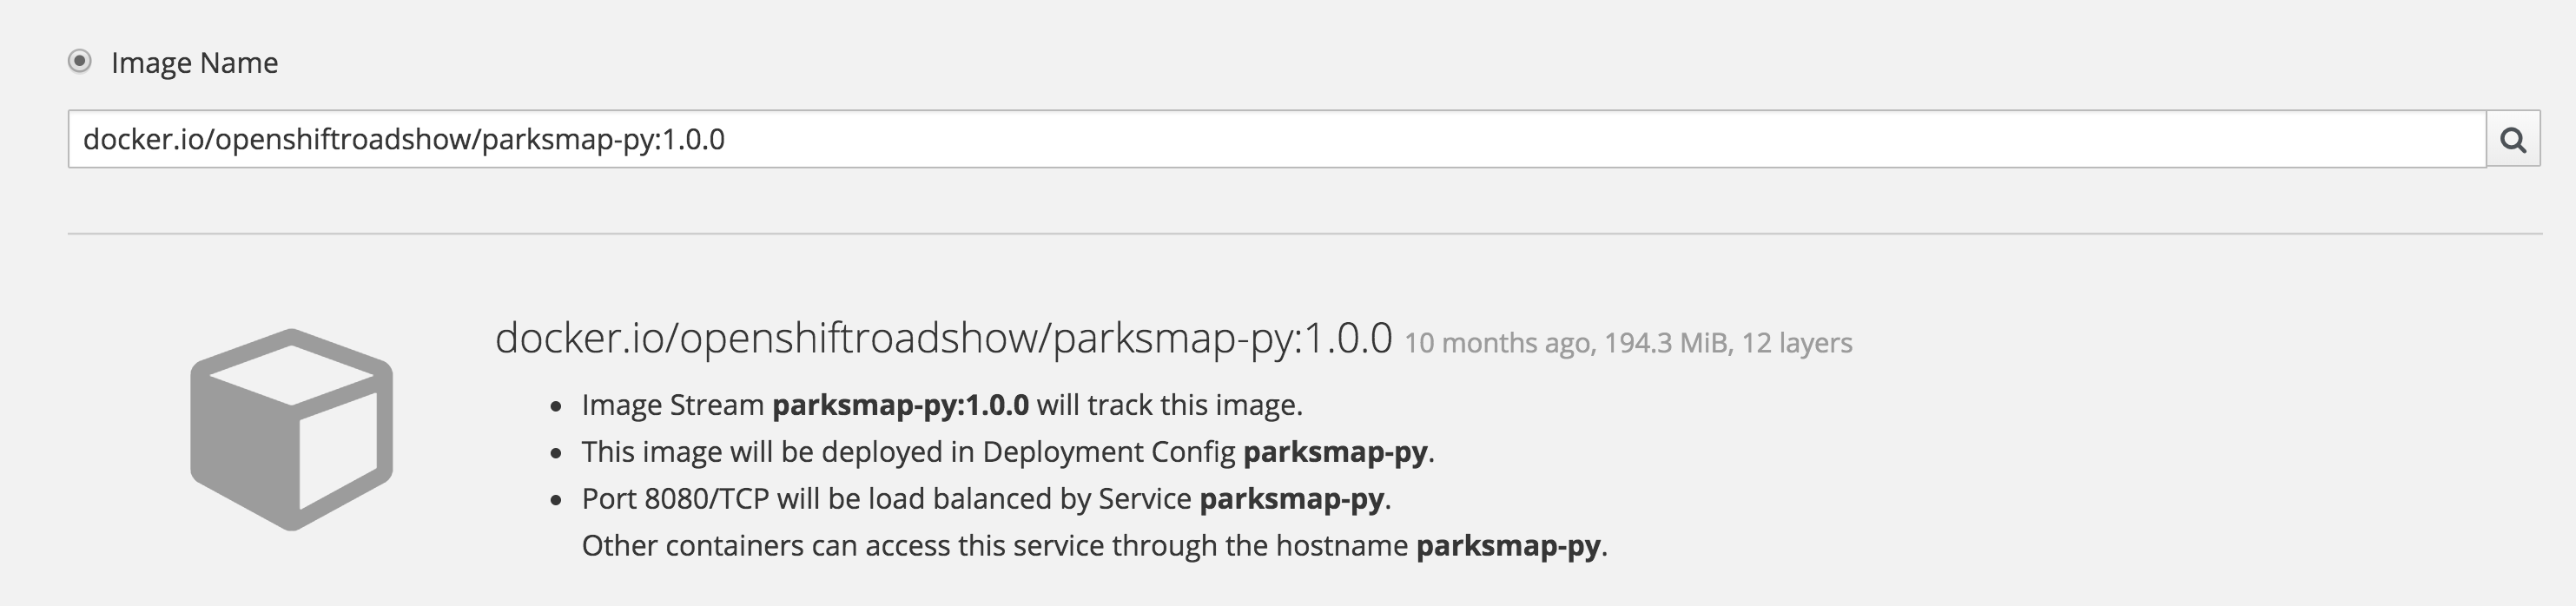 Image Name
docker.io/openshiftroadshow/parksmap-py:1.0.0
docker.io/openshiftroadshow/parksmap-py:1.0.0 10 months ago, 194.3 MiB, 12 layers
• Image Stream parksmap-py:1.0.0 will track this image.
• This image will be deployed in Deployment Config parksmap-py.
• Port 8080/TCP will be load balanced by Service parksmap-py.
Other containers can access this service through the hostname parksmap-py.